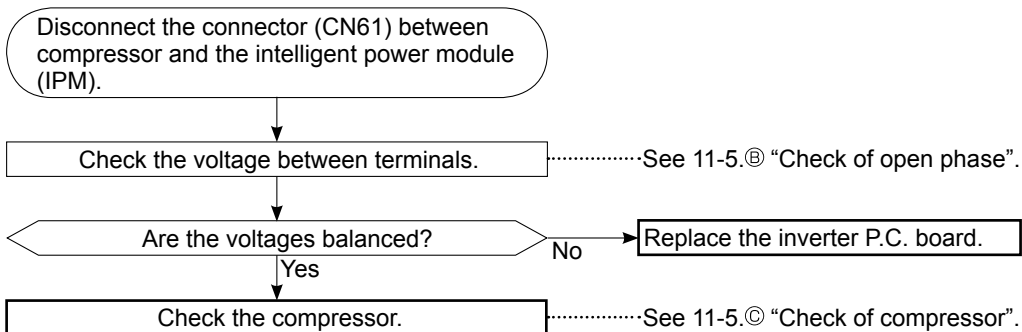 Disconnect the connector (CN61) between
compressor and the intelligent power module
(IPM).
Check the voltage between terminals.
See 11-5.Ⓑ “Check of open phase”.
Are the voltages balanced?
No
Replace the inverter P.C. board.
Yes
Check the compressor.
See 11-5.Ⓒ “Check of compressor”.